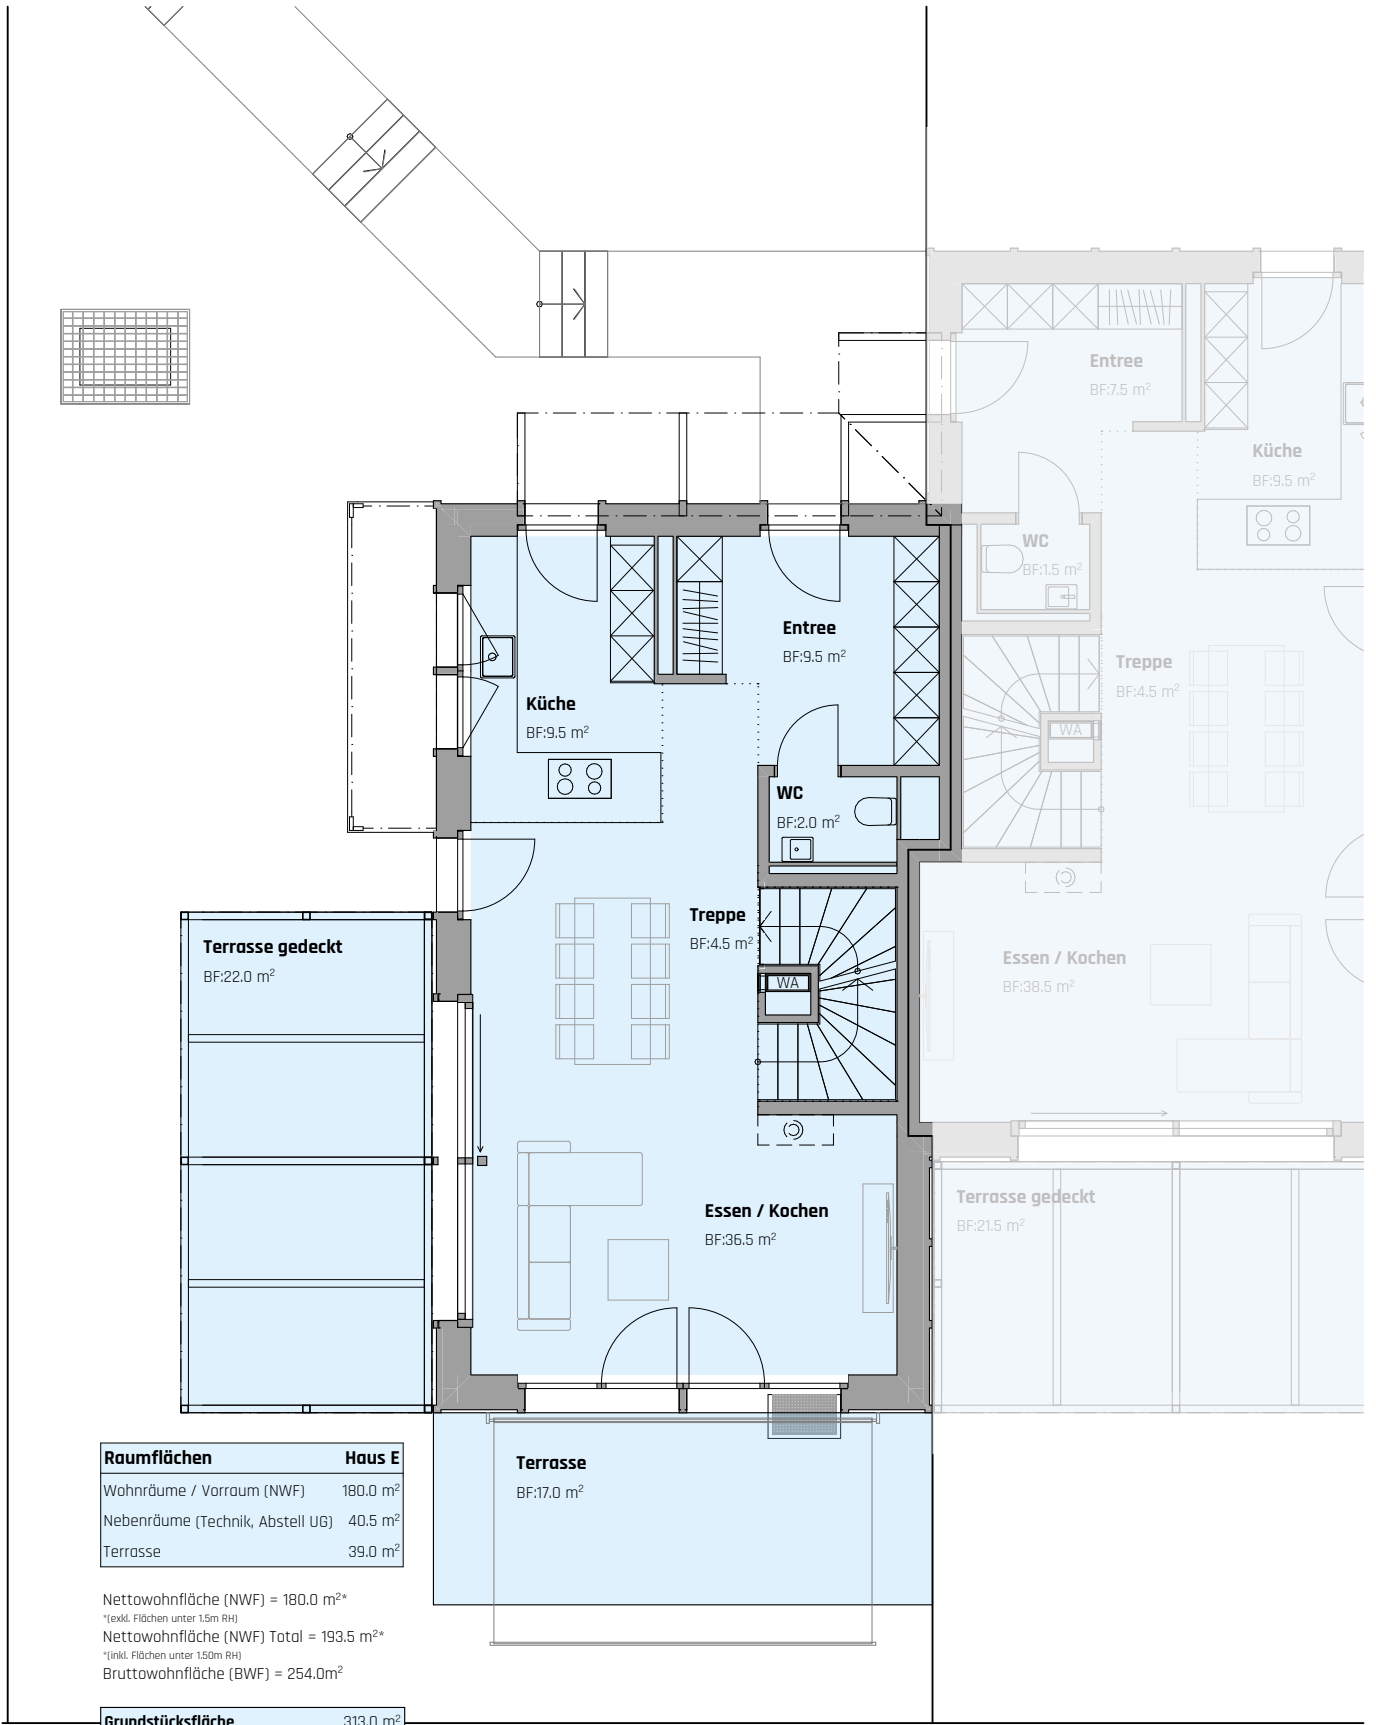 Entree
BF:7.5 m²
Küche
BF:9.5 m²
WC
BF:1.5 m²
Treppe
BF:4.5 m²
WA
Essen / Kochen
BF:38.5 m²
Terrasse gedeckt
BF:21.5 m²
Entree
BF:9.5 m²
Küche
BF:9.5 m²
WC
BF:2.0 m²
Treppe
BF:4.5 m²
WA
Terrasse gedeckt
BF:22.0 m²
Essen / Kochen
BF:36.5 m²
Terrasse
BF:17.0 m²
Raumflächen Haus E
Wohnräume / Vorraum (NWF) 180.0 m²
Nebenräume (Technik, Abstell UG) 40.5 m²
Terrasse 39.0 m²
Nettowohnfläche (NWF) = 180.0 m²*
*(exkl. Flächen unter 1.5m RH)
Nettowohnfläche (NWF) Total = 193.5 m²*
*(inkl. Flächen unter 1.50m RH)
Bruttowohnfläche (BWF) = 254.0m²
Grundstücksfläche 313.0 m²